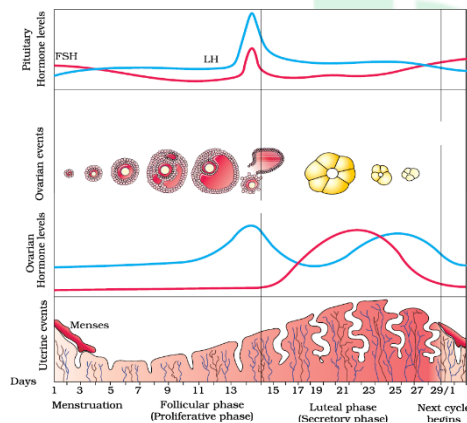 Pituitary
Hormone levels
FSH
LH
Ovarian events
Ovarian
Hormone levels
Uterine events
Menses
Days
1 3 5 7 9 11 13 15 17 19 21 23 25 27 29/1
Menstruation
Follicular phase
(Proliferative phase)
Luteal phase
(Secretory phase)
Next cycle
begins